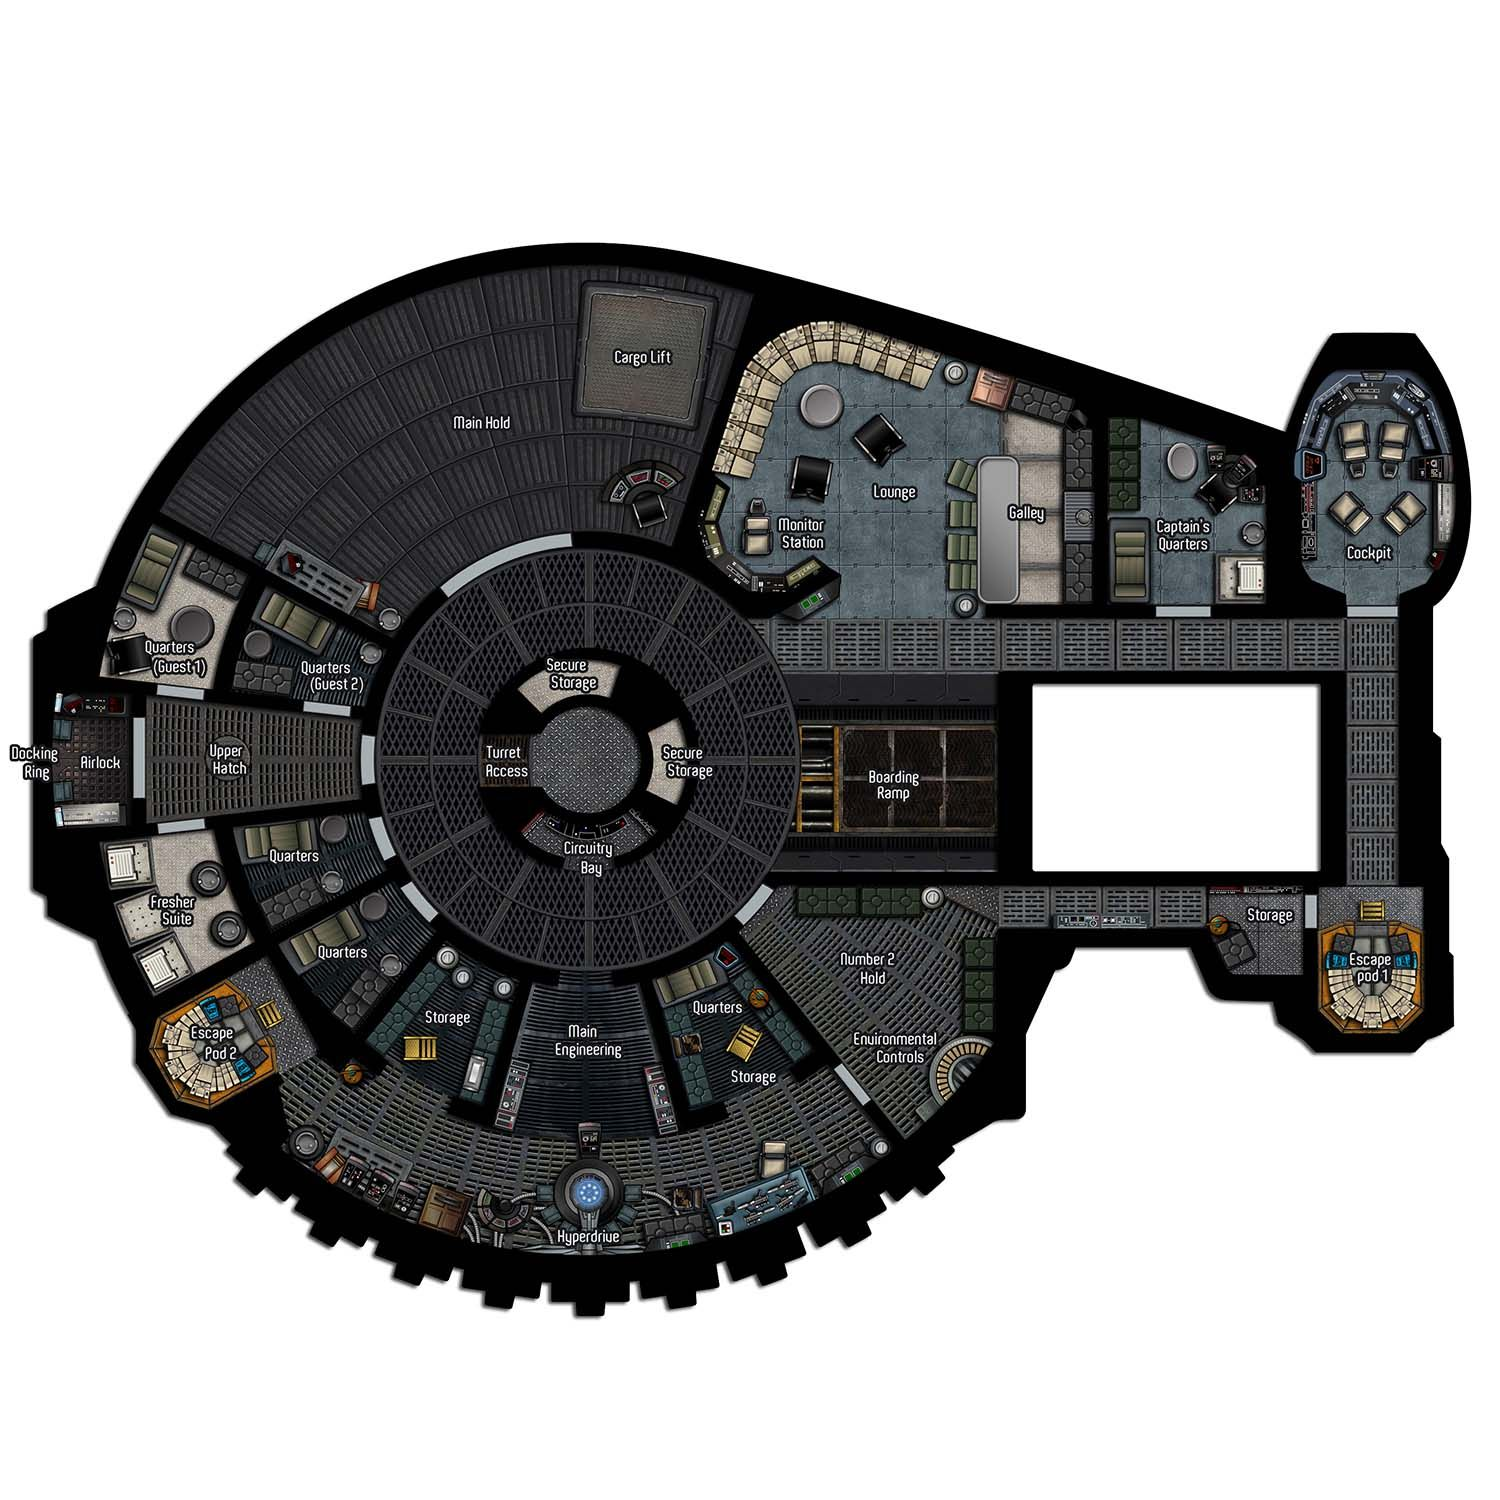 Cargo Lift
Main Hold
Lounge
Galley
Monitor
Station
Captain's
Quarters
Cockpit
Quarters
(Guest 1)
Quarters
(Guest 2)
Secure
Storage
Docking
Ring
Airlock
Upper
Hatch
Turret
Access
Secure
Storage
Boarding
Ramp
Circuitry
Bay
Quarters
Fresher
Suite
Quarters
Storage
Number 2
Hold
Escape
pod 1
Escape
Pod 2
Storage
Main
Engineering
Quarters
Storage
Environmental
Controls
Hyperdrive